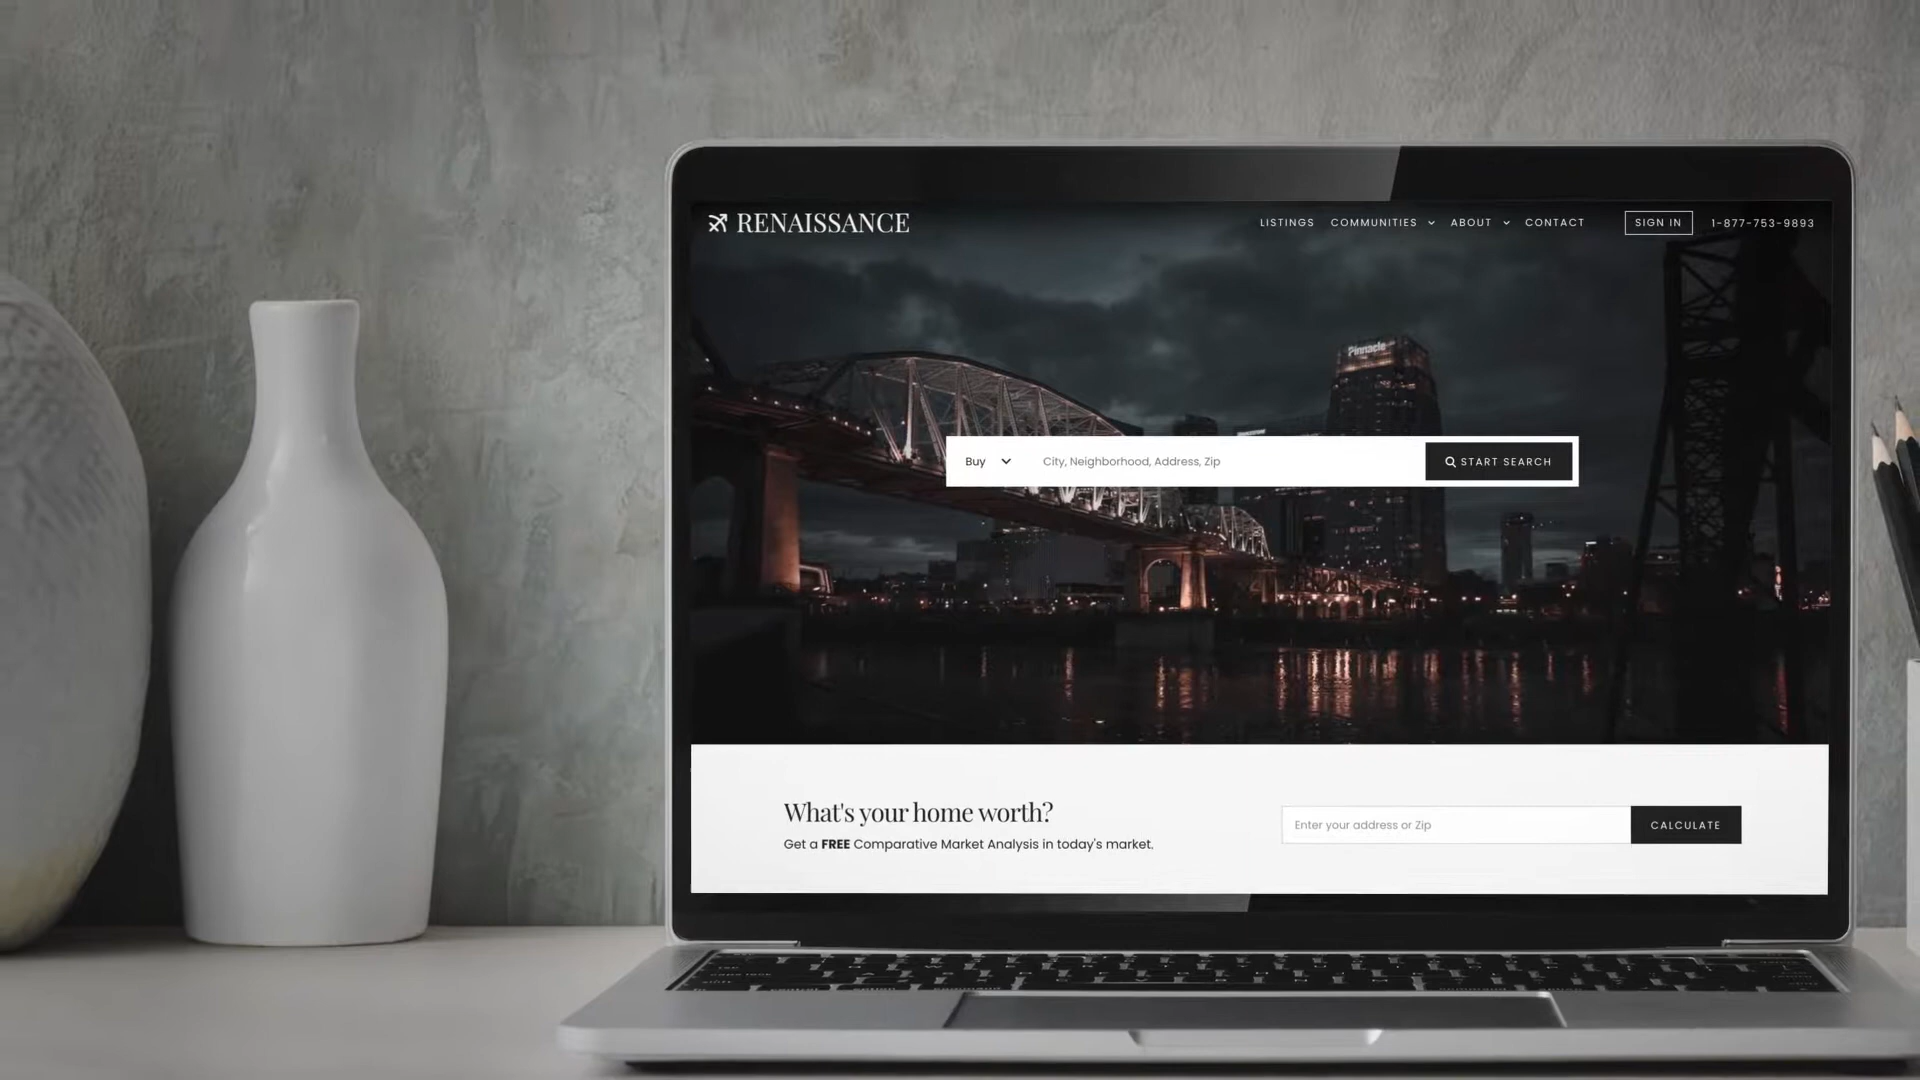 RENAISSANCE
LISTINGS COMMUNITIES ABOUT CONTACT SIGN IN 1-877-753-9893
Pinnacle
Buy City, Neighborhood, Address, Zip START SEARCH
What's your home worth?
Get a FREE Comparative Market Analysis in today's market.
Enter your address or Zip CALCULATE